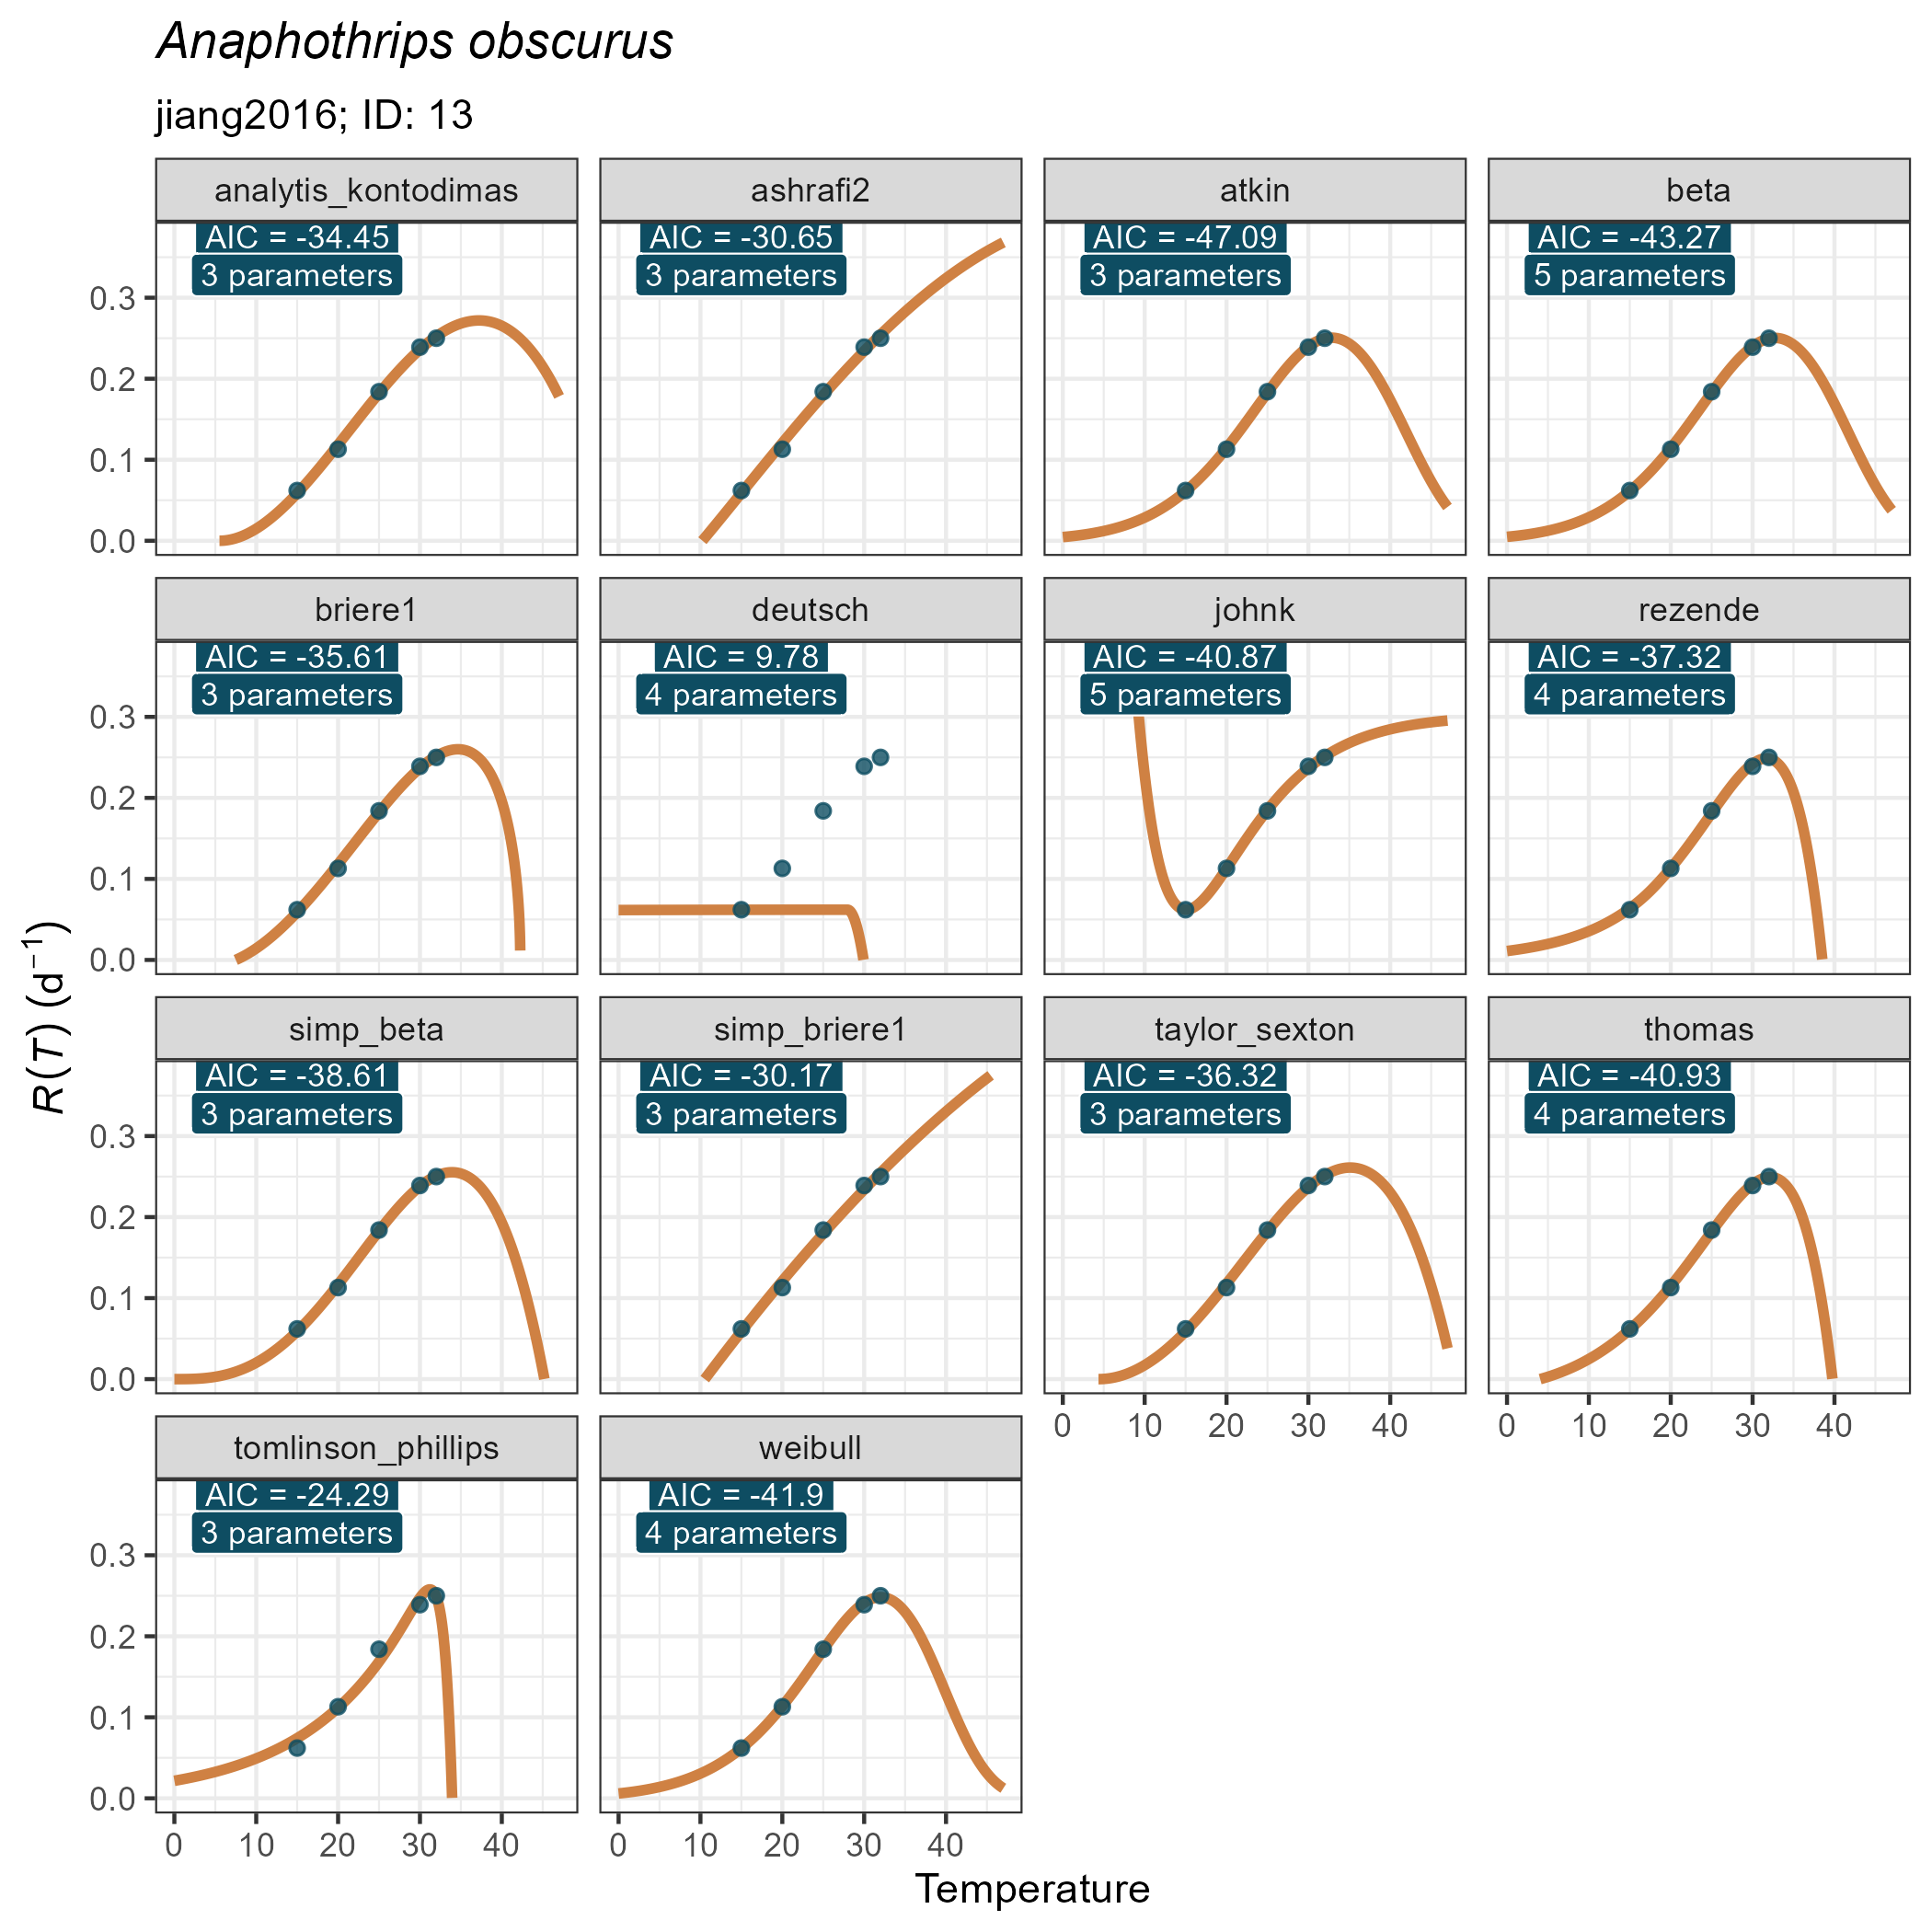 Anaphothrips obscurus
jiang2016; ID: 13
analytis_kontodimas
AIC = -34.45
3 parameters
ashrafi2
AIC = -30.65
3 parameters
atkin
AIC = -47.09
3 parameters
beta
AIC = -43.27
5 parameters
0.3
0.2
0.1
0.0
briere1
AIC = -35.61
3 parameters
deutsch
AIC = 9.78
4 parameters
johnk
AIC = -40.87
5 parameters
rezende
AIC = -37.32
4 parameters
0.3
0.2
0.1
0.0
R(T) (d⁻¹)
simp_beta
AIC = -38.61
3 parameters
simp_briere1
AIC = -30.17
3 parameters
taylor_sexton
AIC = -36.32
3 parameters
thomas
AIC = -40.93
4 parameters
0.3
0.2
0.1
0.0
0 10 20 30 40
0 10 20 30 40
tomlinson_phillips
AIC = -24.29
3 parameters
weibull
AIC = -41.9
4 parameters
0.3
0.2
0.1
0.0
0 10 20 30 40
0 10 20 30 40
Temperature